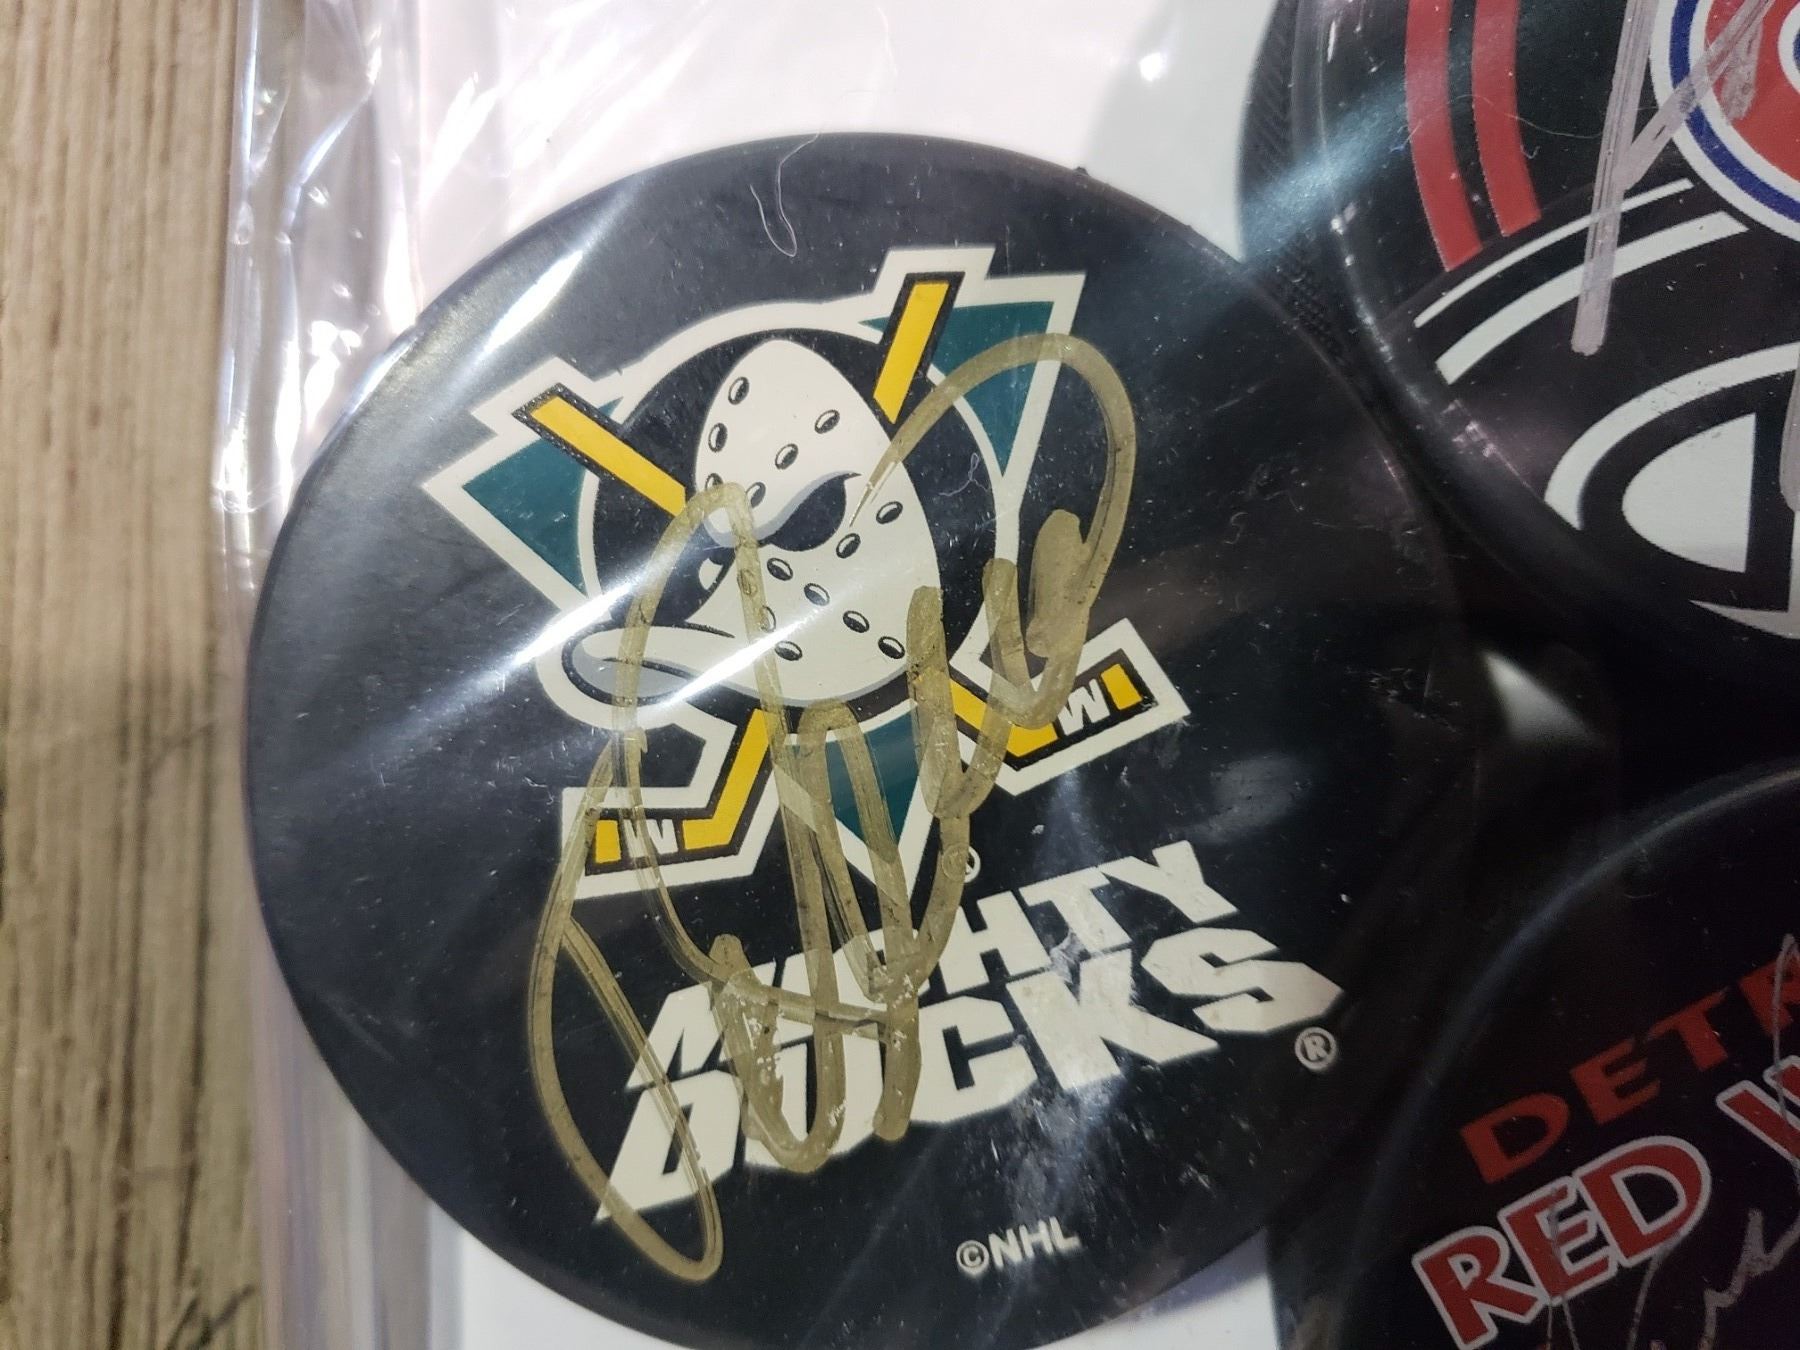 W
W
®
MIGHTY
DUCKS
®
©NHL
DETR
RED W